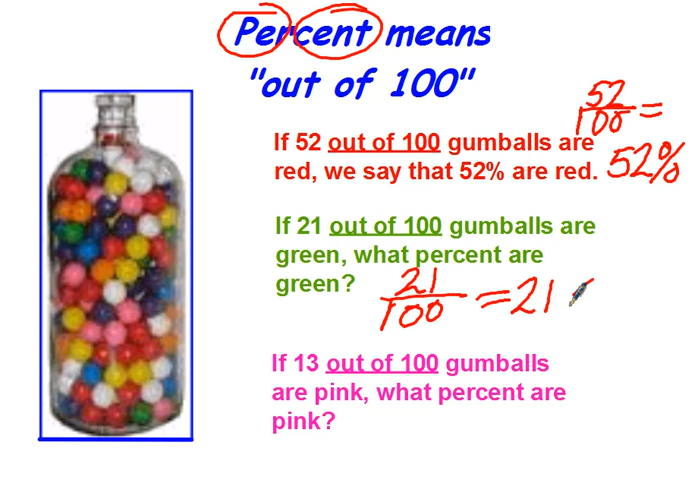 Percent means
"out of 100"
52
100 =
52%
If 52 out of 100 gumballs are
red, we say that 52% are red.
If 21 out of 100 gumballs are
green, what percent are
green?
21
100 = 21
If 13 out of 100 gumballs
are pink, what percent are
pink?